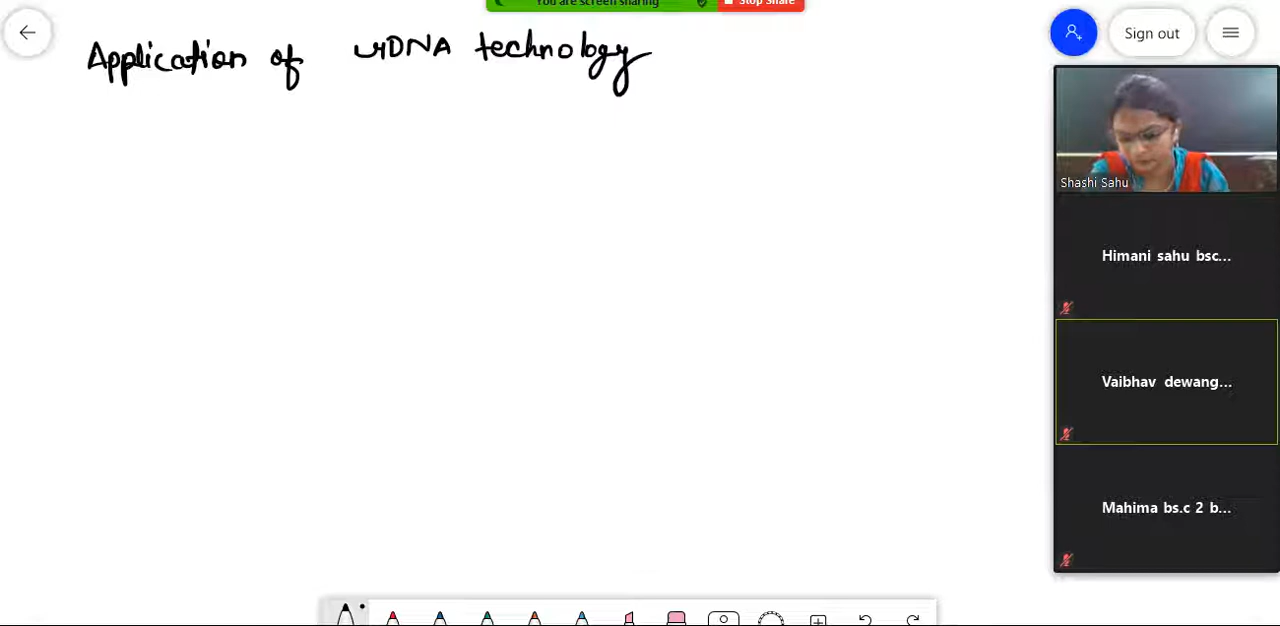 You are screen sharing Stop Share
Application of rDNA technology
Sign out
Shashi Sahu
Himani sahu bsc...
Vaibhav dewang...
Mahima bs.c 2 b...